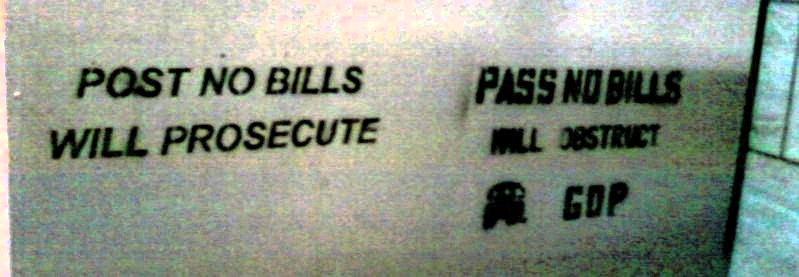 POST NO BILLS
WILL PROSECUTE
PASS NO BILLS
WILL OBSTRUCT
GOP